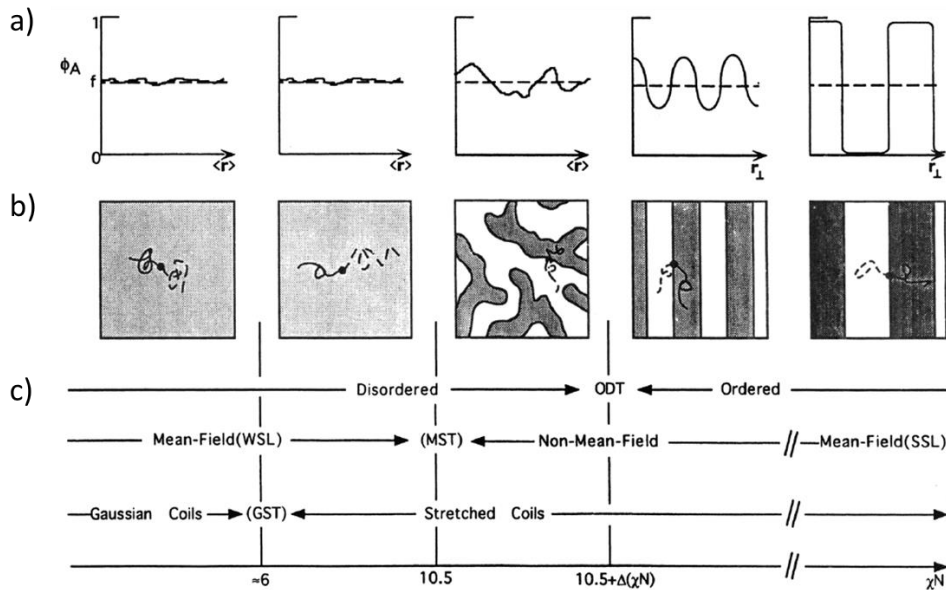 a)
1
ϕA
f
0
⟨r⟩
⟨r⟩
⟨r⟩
r⊥
r⊥
b)
c)
Disordered
ODT
Ordered
Mean-Field(WSL)
(MST)
Non-Mean-Field
Mean-Field(SSL)
Gaussian Coils
(GST)
Stretched Coils
≈6
10.5
10.5+Δ(χN)
χN